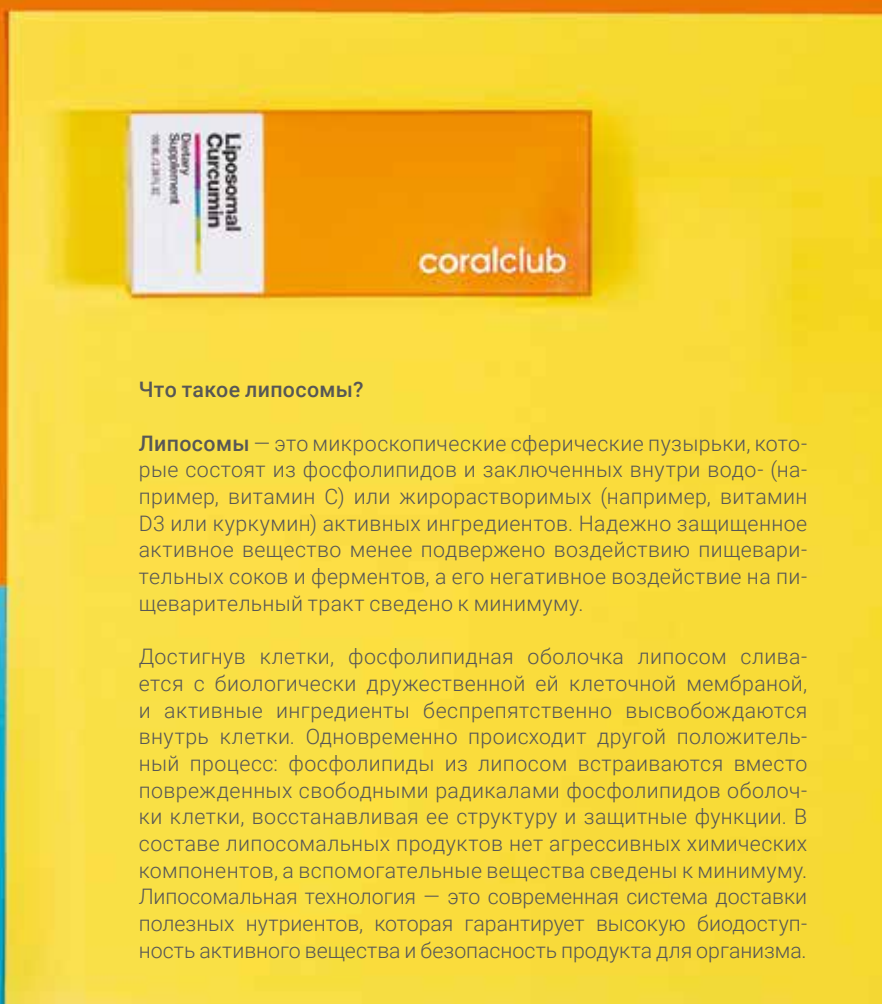 Liposomal
Curcumin
Dietary
Supplement
coralclub
Что такое липосомы?
Липосомы — это микроскопические сферические пузырьки, кото-
рые состоят из фосфолипидов и заключенных внутри водо- (на-
пример, витамин С) или жирорастворимых (например, витамин
D3 или куркумин) активных ингредиентов. Надежно защищенное
активное вещество менее подвержено воздействию пищевари-
тельных соков и ферментов, а его негативное воздействие на пи-
щеварительный тракт сведено к минимуму.
Достигнув клетки, фосфолипидная оболочка липосом слива-
ется с биологически дружественной ей клеточной мембраной,
и активные ингредиенты беспрепятственно высвобождаются
внутрь клетки. Одновременно происходит другой положитель-
ный процесс: фосфолипиды из липосом встраиваются вместо
поврежденных свободными радикалами фосфолипидов оболоч-
ки клетки, восстанавливая ее структуру и защитные функции. В
составе липосомальных продуктов нет агрессивных химических
компонентов, а вспомогательные вещества сведены к минимуму.
Липосомальная технология — это современная система доставки
полезных нутриентов, которая гарантирует высокую биодоступ-
ность активного вещества и безопасность продукта для организма.